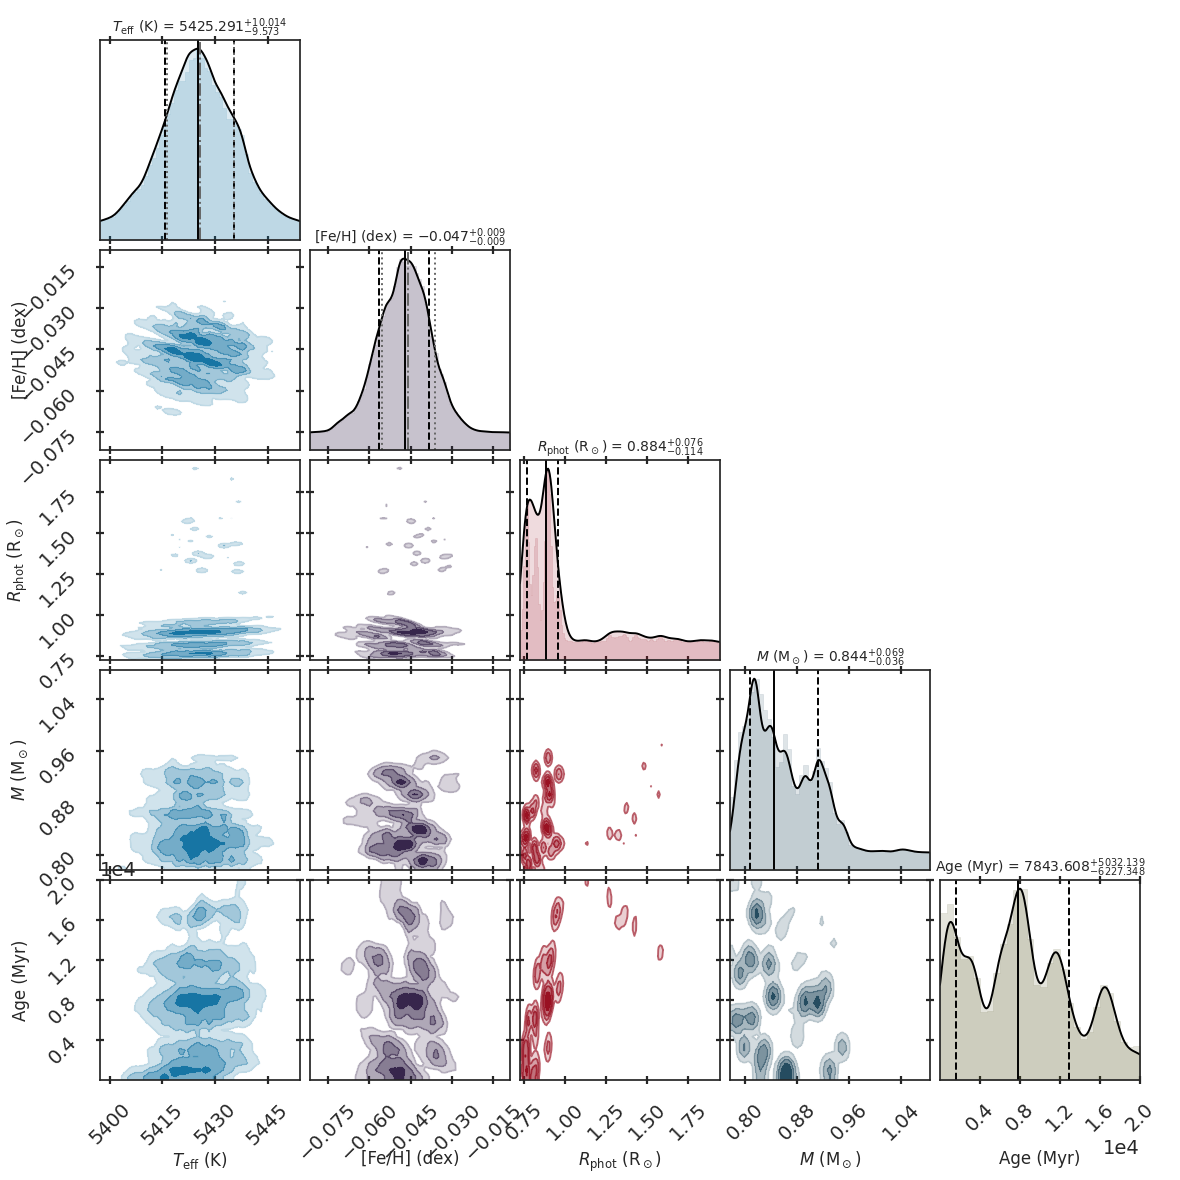 T_eff (K) = 5425.291^{+10.014}_{−9.573}
[Fe/H] (dex) = −0.047^{+0.009}_{−0.009}
[Fe/H] (dex)
−0.015
−0.030
−0.045
−0.060
−0.075
R_phot (R_⊙) = 0.884^{+0.076}_{−0.114}
R_phot (R_⊙)
1.75
1.50
1.25
1.00
0.75
M (M_⊙) = 0.844^{+0.069}_{−0.036}
M (M_⊙)
1.04
0.96
0.88
0.80
1e4
Age (Myr) = 7843.608^{+5032.139}_{−6227.348}
Age (Myr)
2.0
1.6
1.2
0.8
0.4
5400 5415 5430 5445
−0.075 −0.060 −0.045 −0.030 −0.015
0.75 1.00 1.25 1.50 1.75
0.80 0.88 0.96 1.04
0.4 0.8 1.2 1.6 2.0
1e4
T_eff (K) [Fe/H] (dex) R_phot (R_⊙) M (M_⊙) Age (Myr)